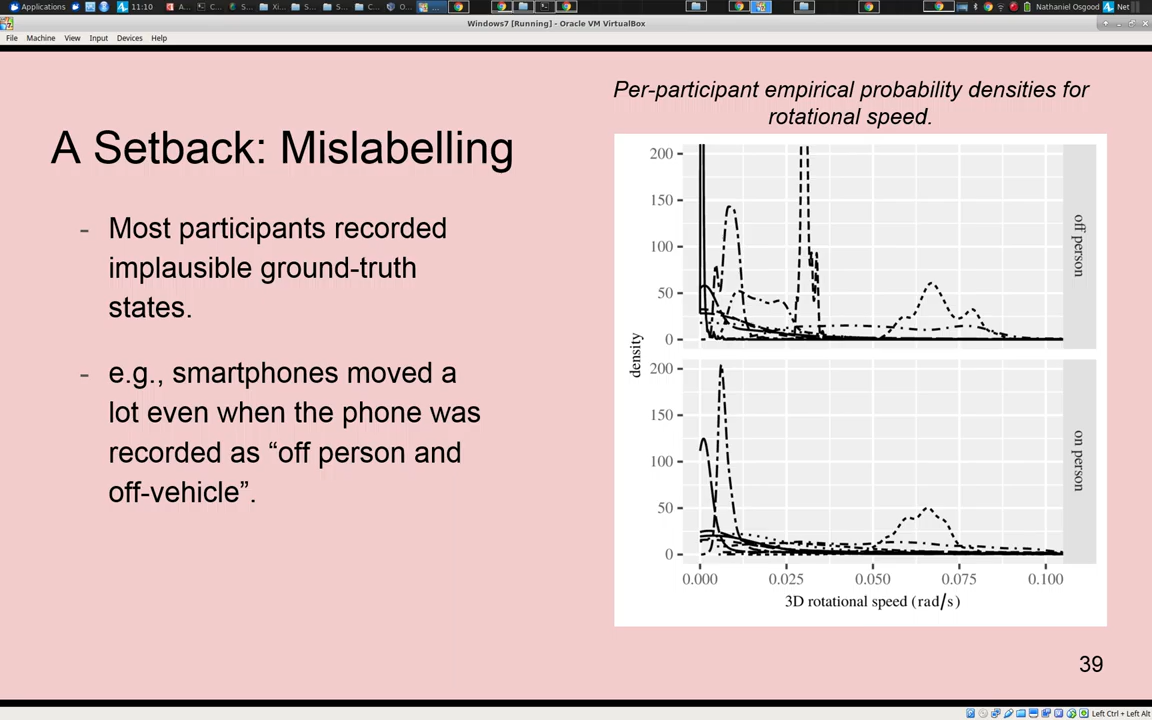 Applications
11:10
Nathaniel Osgood
Net
Windows7 [Running] - Oracle VM VirtualBox
File Machine View Input Devices Help
Per-participant empirical probability densities for
rotational speed.
A Setback: Mislabelling
- Most participants recorded
implausible ground-truth
states.
- e.g., smartphones moved a
lot even when the phone was
recorded as “off person and
off-vehicle”.
200
150
100
50
0
off person
density
200
150
100
50
0
on person
0.000 0.025 0.050 0.075 0.100
3D rotational speed (rad/s)
39
Left Ctrl + Left Alt